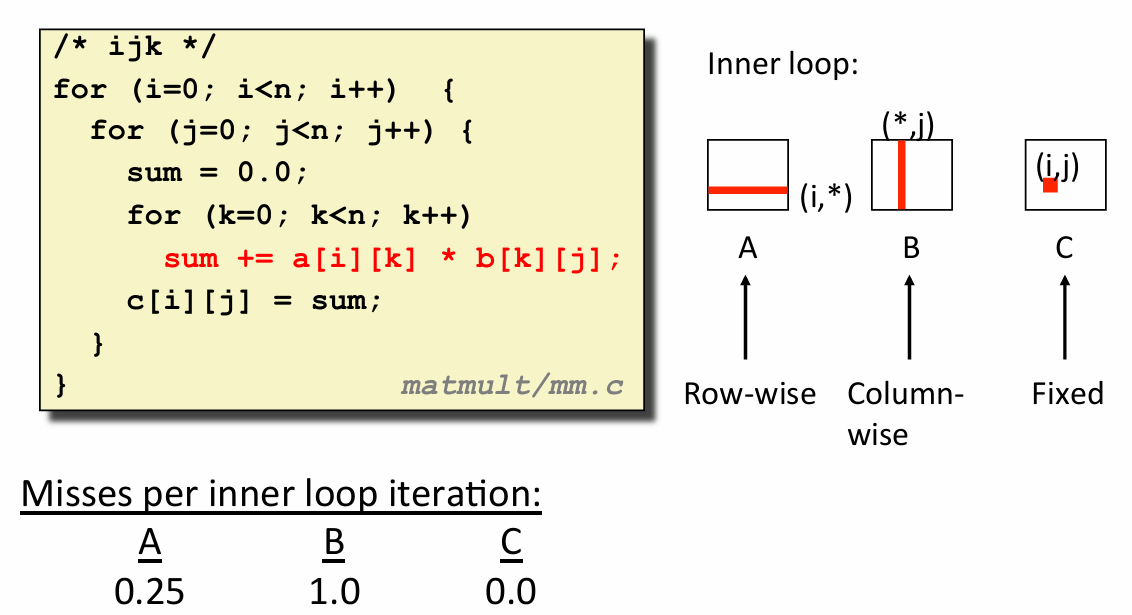 /* ijk */
for (i=0; i<n; i++)  {
  for (j=0; j<n; j++) {
    sum = 0.0;
    for (k=0; k<n; k++)
      sum += a[i][k] * b[k][j];
    c[i][j] = sum;
  }
}
matmult/mm.c
Inner loop:
(*,j)
(i,j)
(i,*)
A B C
Row-wise Column- Fixed
wise
Misses per inner loop iteration:
A B C
0.25 1.0 0.0